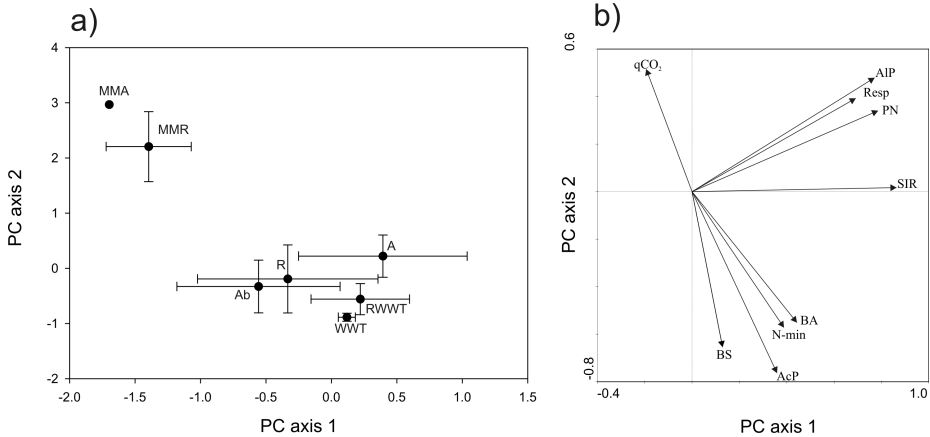 a)
4
3
2
1
0
-1
-2
-2.0 -1.5 -1.0 -0.5 0.0 0.5 1.0 1.5
PC axis 2
PC axis 1
MMA
MMR
A
R
Ab
RWWT
WWT
b)
0.6
-0.8
-0.4 1.0
PC axis 2
PC axis 1
qCO₂
AlP
Resp
PN
SIR
BA
N-min
BS
AcP